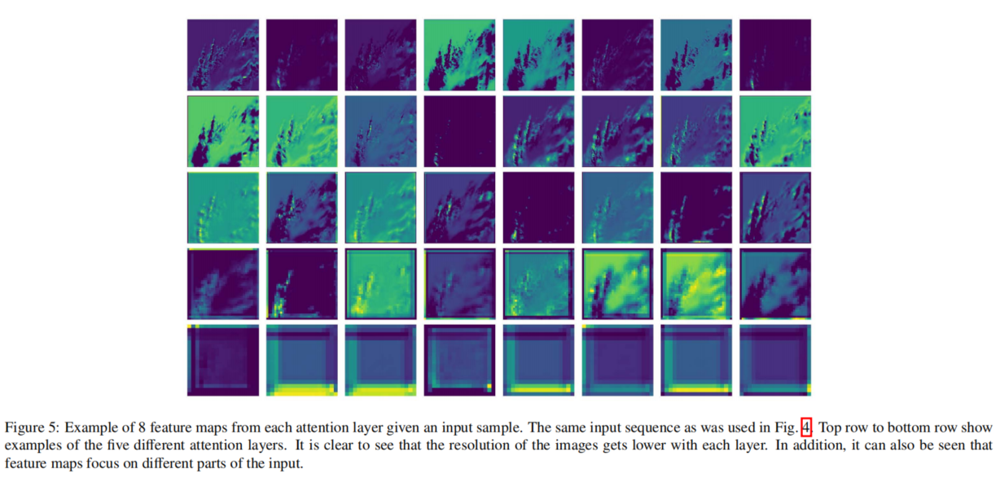 Figure 5: Example of 8 feature maps from each attention layer given an input sample. The same input sequence as was used in Fig. 4. Top row to bottom row show
examples of the five different attention layers. It is clear to see that the resolution of the images gets lower with each layer. In addition, it can also be seen that
feature maps focus on different parts of the input.